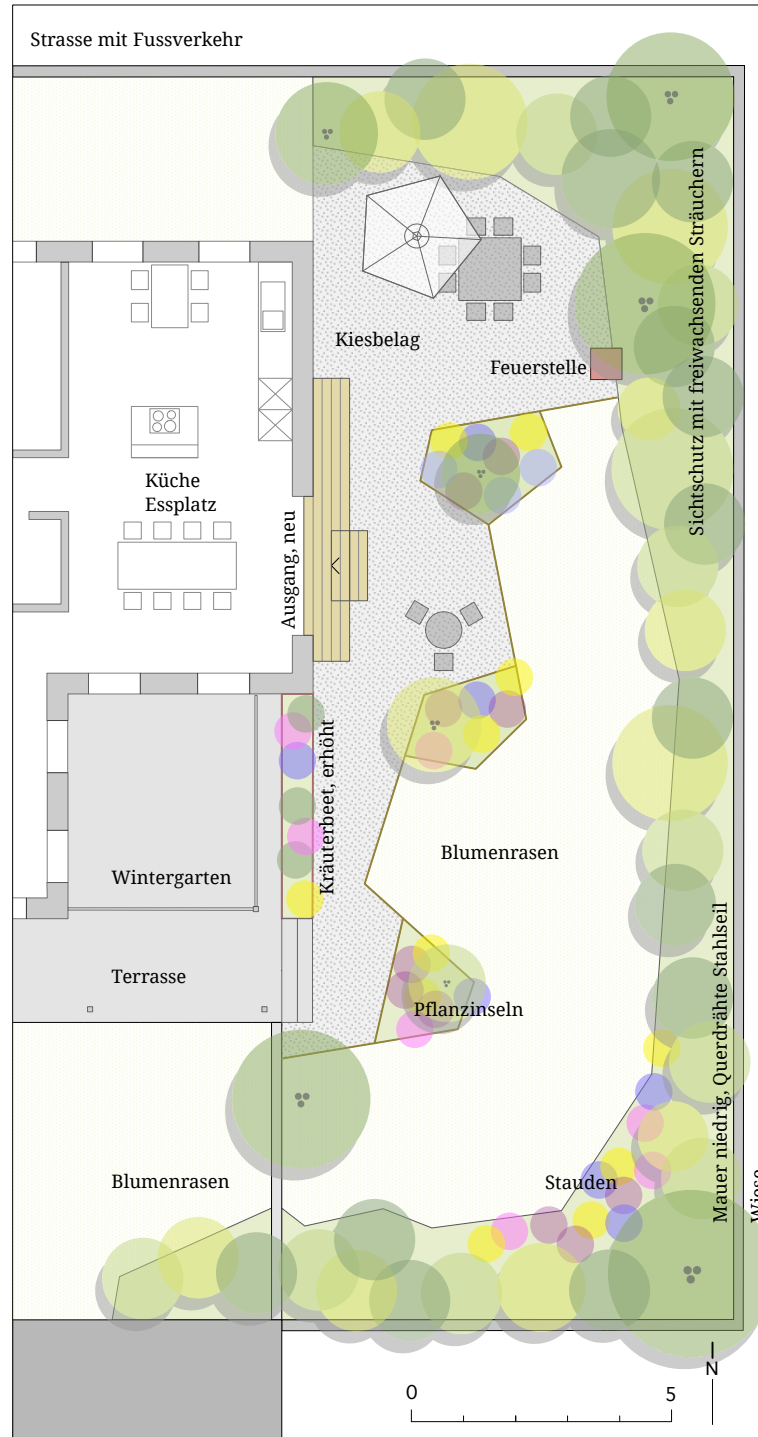 Strasse mit Fussverkehr
Sichtschutz mit freiwachsenden Sträuchern
Kiesbelag
Feuerstelle
Küche
Essplatz
Ausgang, neu
Kräuterbeet, erhöht
Blumenrasen
Wintergarten
Terrasse
Pflanzinseln
Mauer niedrig, Querdrähte Stahlseil
Blumenrasen
Stauden
Wiese
N
0 5